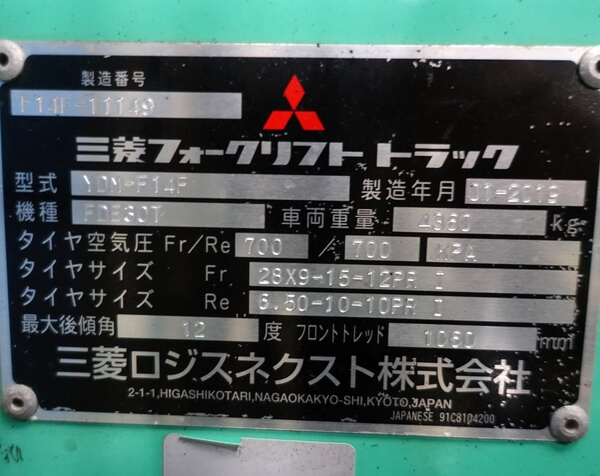 製造番号
F14F-11149
三菱フォークリフト トラック
型式 YDN-F14F 製造年月 01-2019
機種 FDE30T 車両重量 4360 kg
タイヤ空気圧 Fr/Re 700 / 700 KPA
タイヤサイズ Fr 28X9-15-12PR I
タイヤサイズ Re 6.50-10-10PR I
最大後傾角 12 度 フロントトレッド 1060 mm
三菱ロジスネクスト株式会社
2-1-1,HIGASHIKOTARI,NAGAOKAKYO-SHI,KYOTO,JAPAN
JAPANESE 91C8104200